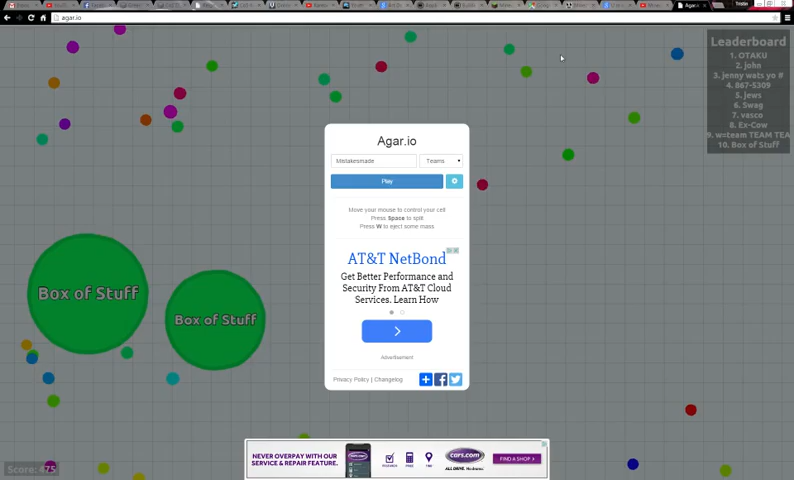 agar.io
Leaderboard
1. OTAKU
2. john
3. jenny wats yo #
4. 867-5309
5. jews
6. Swag
7. vasco
8. Ex-Cow
9. w=team TEAM TEA
10. Box of Stuff
Agar.io
Mistakesmade
Teams
Play
Move your mouse to control your cell
Press Space to split
Press W to eject some mass
AT&T NetBond
Get Better Performance and
Security From AT&T Cloud
Services. Learn How
Advertisement
Privacy Policy | Changelog
Box of Stuff
Box of Stuff
NEVER OVERPAY WITH OUR
SERVICE & REPAIR FEATURE.
cars.com
ALL DRIVE. No drama.
FIND A SHOP >
Score: 475